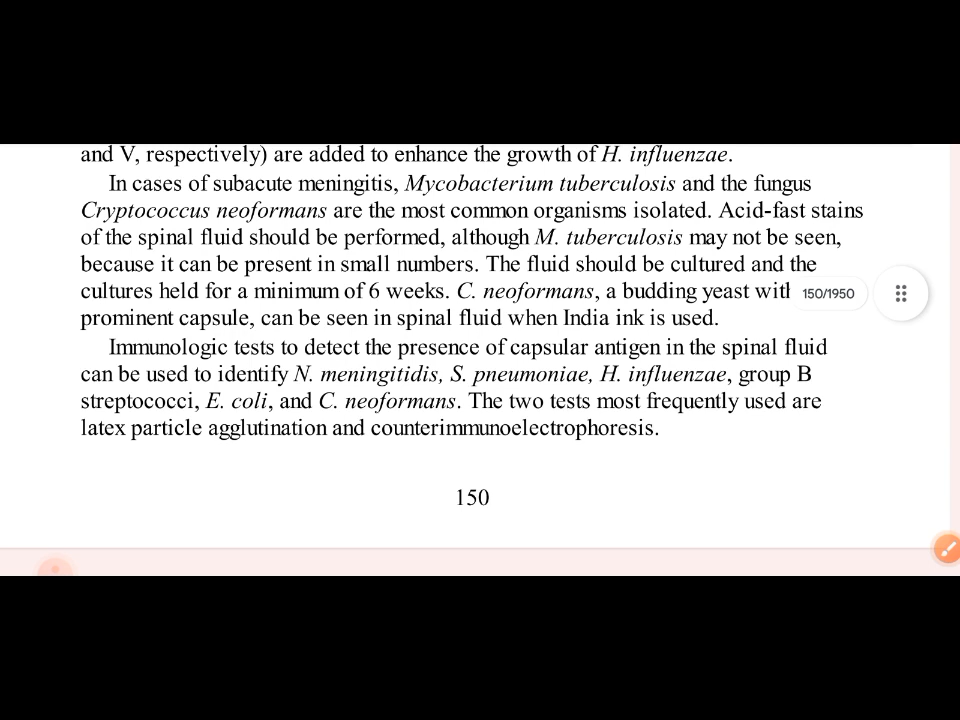 and V, respectively) are added to enhance the growth of H. influenzae.
In cases of subacute meningitis, Mycobacterium tuberculosis and the fungus
Cryptococcus neoformans are the most common organisms isolated. Acid-fast stains
of the spinal fluid should be performed, although M. tuberculosis may not be seen,
because it can be present in small numbers. The fluid should be cultured and the
cultures held for a minimum of 6 weeks. C. neoformans, a budding yeast with
150/1950
prominent capsule, can be seen in spinal fluid when India ink is used.
Immunologic tests to detect the presence of capsular antigen in the spinal fluid
can be used to identify N. meningitidis, S. pneumoniae, H. influenzae, group B
streptococci, E. coli, and C. neoformans. The two tests most frequently used are
latex particle agglutination and counterimmunoelectrophoresis.
150